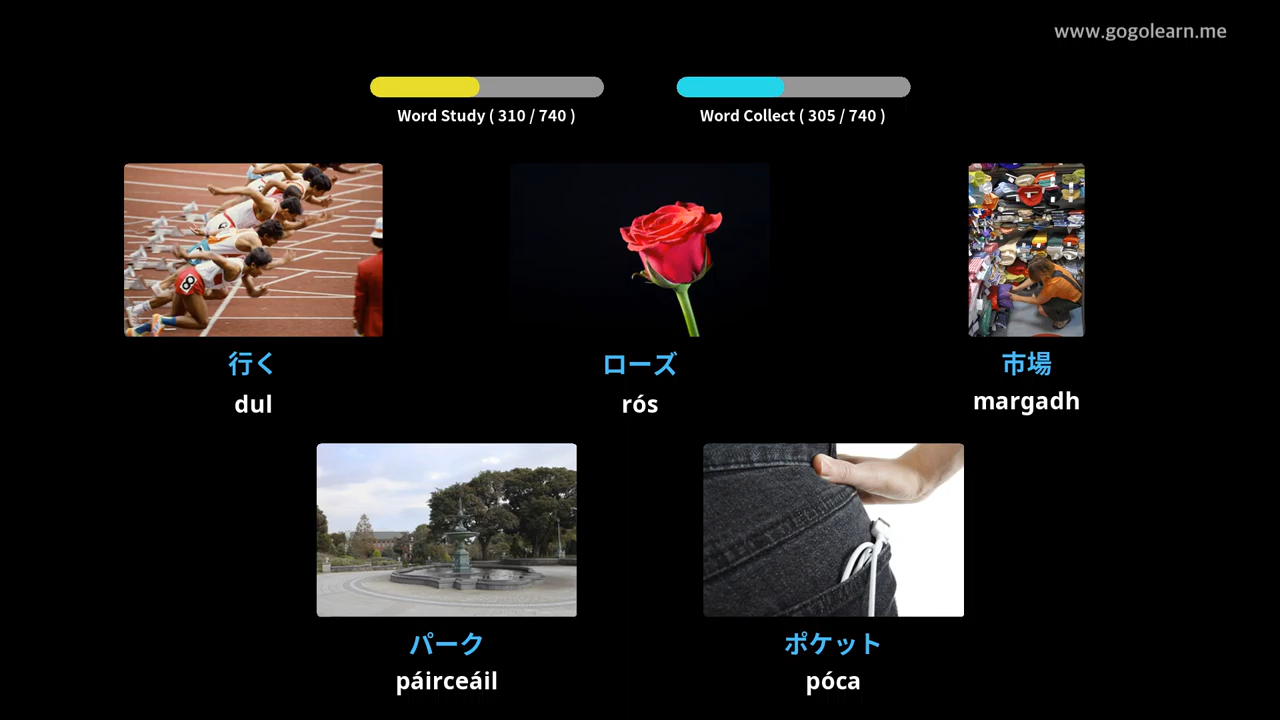 www.gogolearn.me
Word Study ( 310 / 740 )
Word Collect ( 305 / 740 )
行く
dul
ローズ
rós
市場
margadh
パーク
páirceáil
ポケット
póca